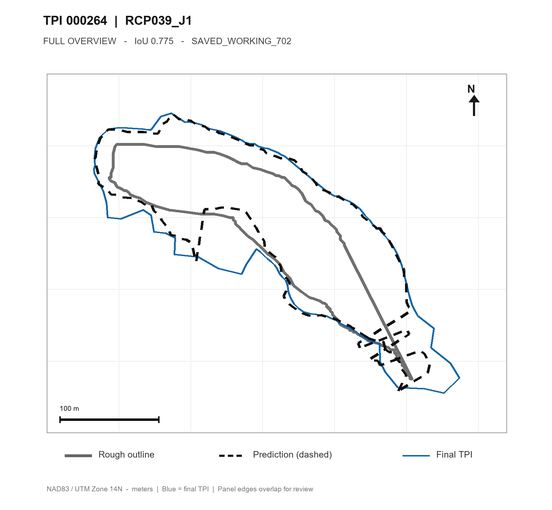 TPI 000264 | RCP039_J1
FULL OVERVIEW - IoU 0.775 - SAVED_WORKING_702
N
100 m
Rough outline
Prediction (dashed)
Final TPI
NAD83 / UTM Zone 14N - meters | Blue = final TPI | Panel edges overlap for review